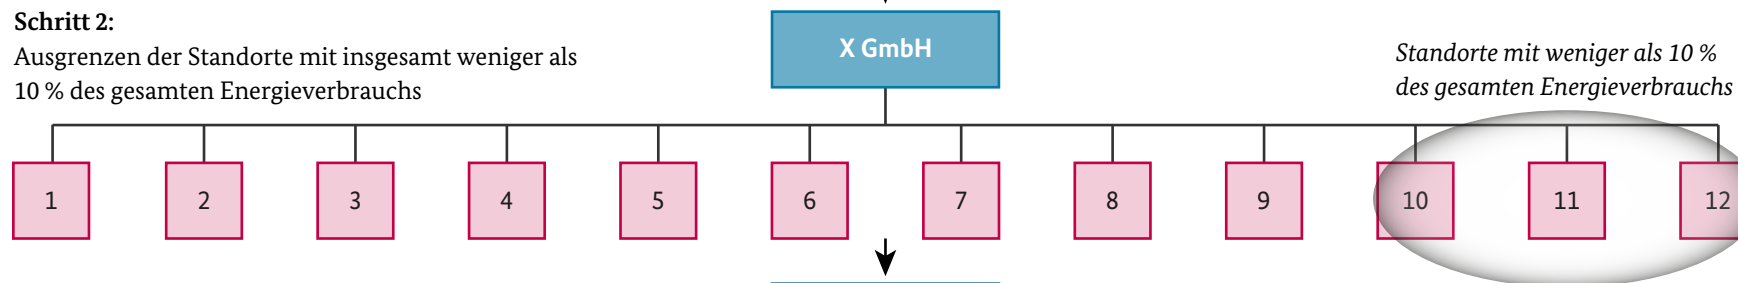 Schritt 2:
Ausgrenzen der Standorte mit insgesamt weniger als
10 % des gesamten Energieverbrauchs
X GmbH
Standorte mit weniger als 10 %
des gesamten Energieverbrauchs
1 2 3 4 5 6 7 8 9 10 11 12